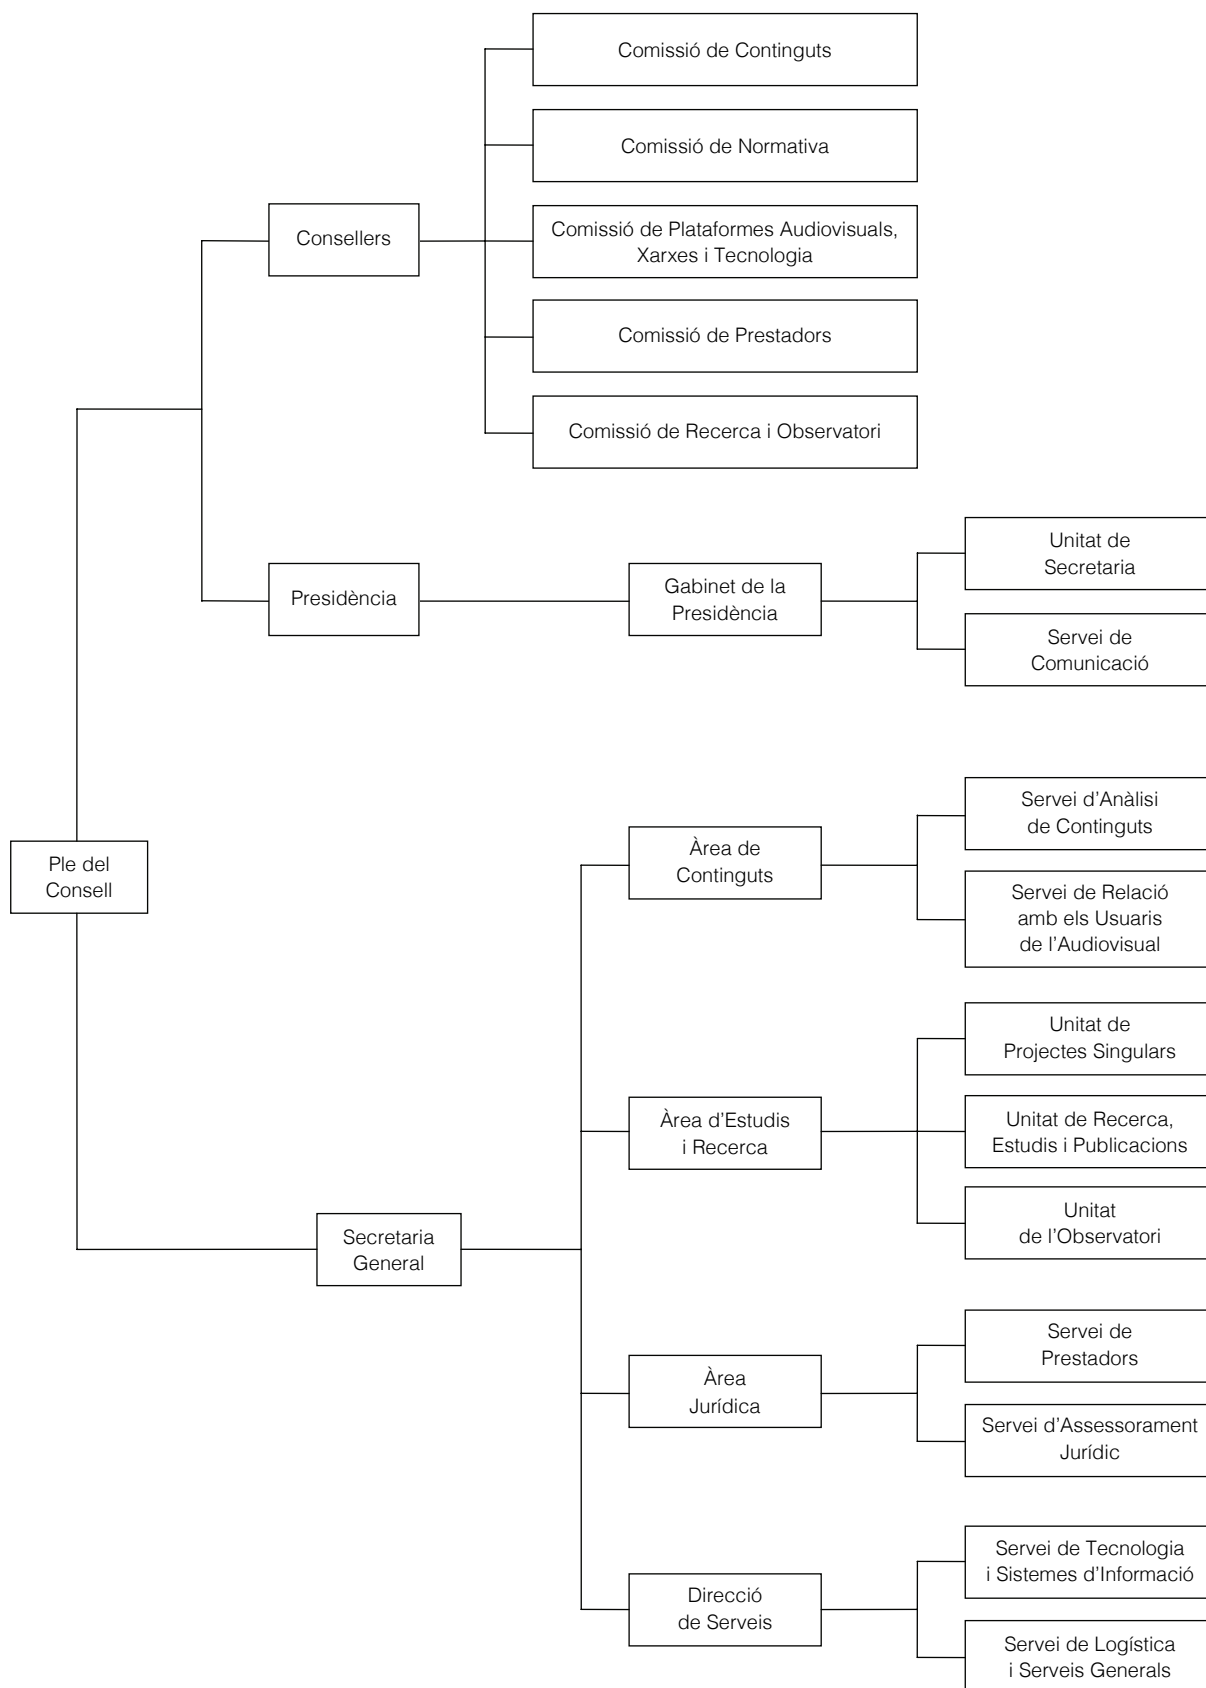 Comissió de Continguts
Comissió de Normativa
Consellers
Comissió de Plataformes Audiovisuals,
Xarxes i Tecnologia
Comissió de Prestadors
Comissió de Recerca i Observatori
Presidència
Gabinet de la
Presidència
Unitat de
Secretaria
Servei de
Comunicació
Ple del
Consell
Secretaria
General
Àrea de
Continguts
Servei d’Anàlisi
de Continguts
Servei de Relació
amb els Usuaris
de l’Audiovisual
Àrea d’Estudis
i Recerca
Unitat de
Projectes Singulars
Unitat de Recerca,
Estudis i Publicacions
Unitat
de l’Observatori
Àrea
Jurídica
Servei de
Prestadors
Servei d’Assessorament
Jurídic
Direcció
de Serveis
Servei de Tecnologia
i Sistemes d’Informació
Servei de Logística
i Serveis Generals